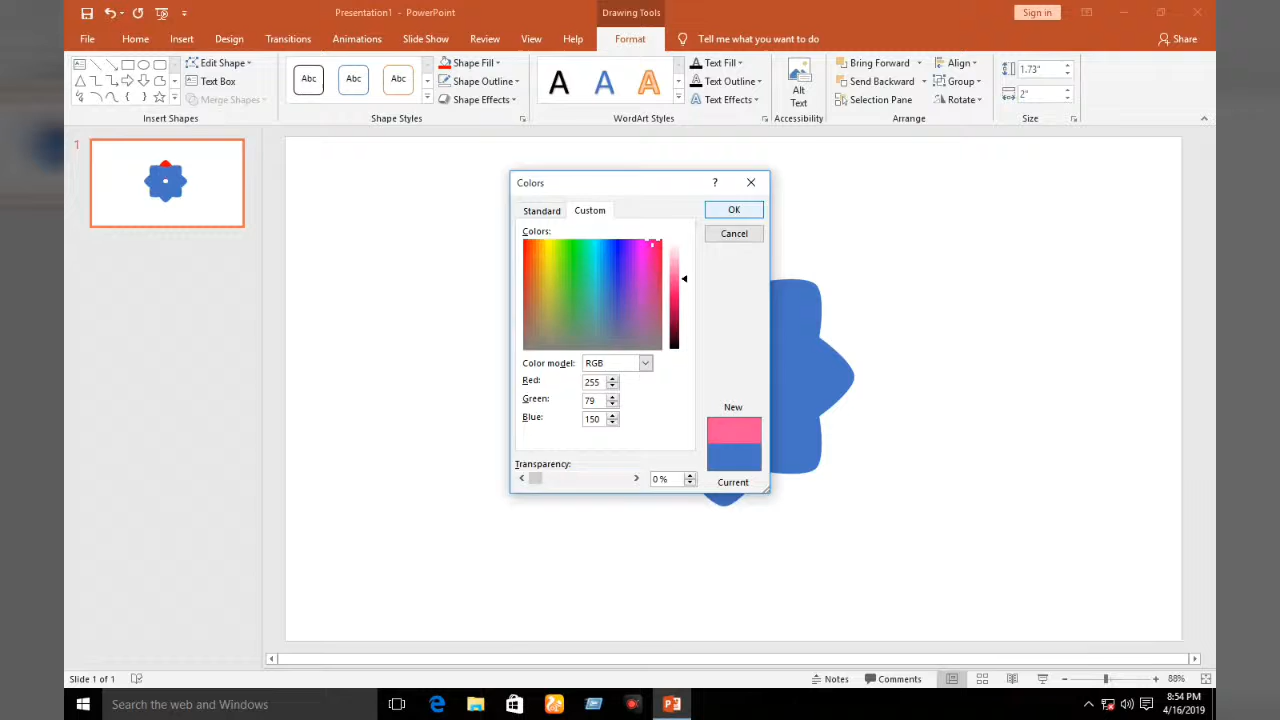 Presentation1 - PowerPoint
Drawing Tools
Sign in
File Home Insert Design Transitions Animations Slide Show Review View Help Format Tell me what you want to do Share
Edit Shape
Text Box
Merge Shapes
Insert Shapes
Abc Abc Abc
Shape Fill
Shape Outline
Shape Effects
Shape Styles
A A A
Text Fill
Text Outline
Text Effects
WordArt Styles
Alt
Text
Accessibility
Bring Forward
Send Backward
Selection Pane
Align
Group
Rotate
Arrange
1.73"
2"
Size
1
Colors
?
Standard Custom
OK
Cancel
Colors:
Color model: RGB
Red: 255
Green: 79
Blue: 150
New
Current
Transparency:
0 %
Slide 1 of 1
Notes
Comments
88%
Search the web and Windows
8:54 PM
4/16/2019